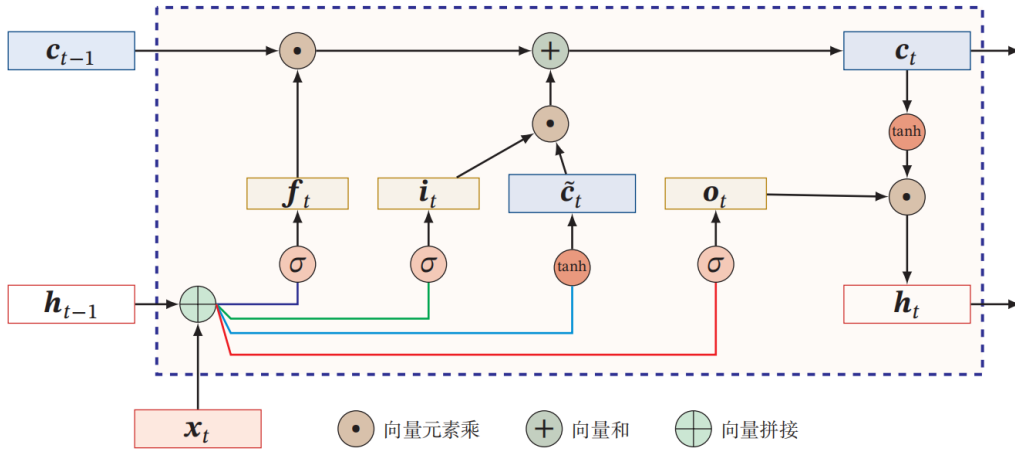 c_{t−1} c_t
tanh
f_t i_t c̃_t o_t
σ σ tanh σ
h_{t−1} h_t
x_t 向量元素乘 向量和 向量拼接